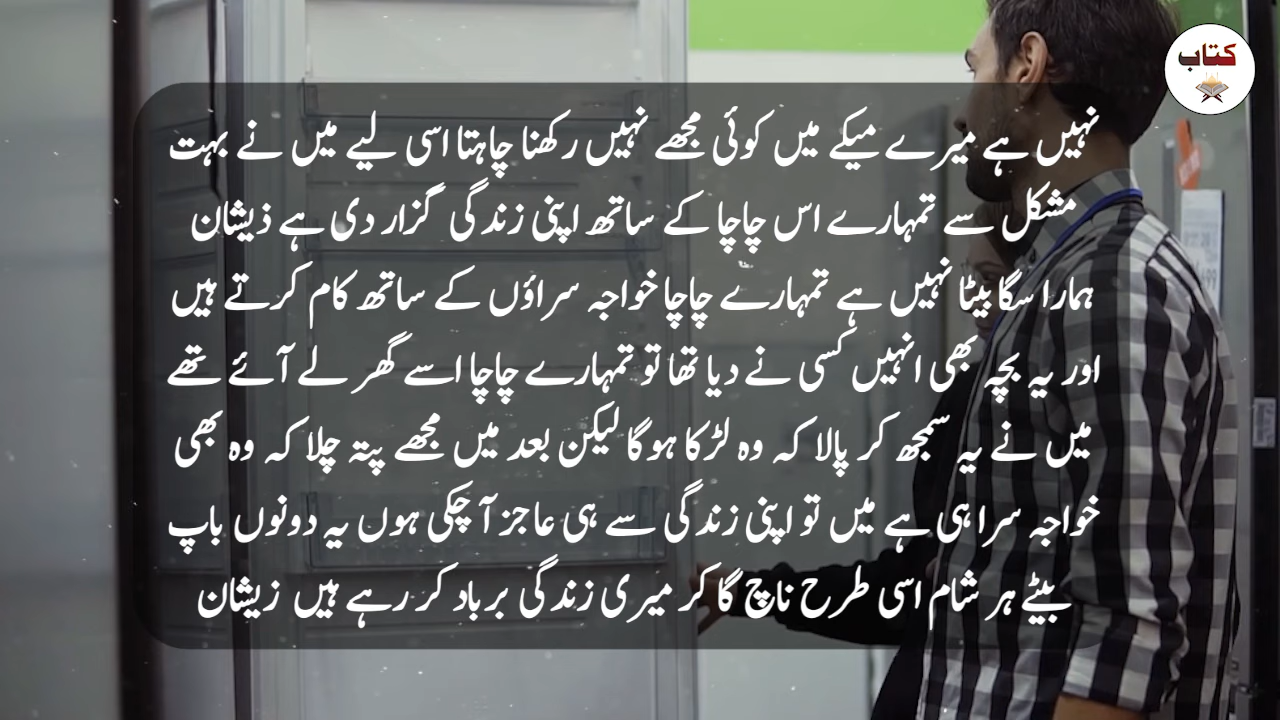 کتاب
نہیں ہے میرے میکے میں کوئی مجھے نہیں رکھنا چاہتا اسی لیے میں نے بہت
مشکل سے تمہارے اس چاچا کے ساتھ اپنی زندگی گزار دی ہے ذیشان
ہمارا سگا بیٹا نہیں ہے تمہارے چاچا خواجہ سراؤں کے ساتھ کام کرتے ہیں
اور یہ بچہ بھی انہیں کسی نے دیا تھا تو تمہارے چاچا اسے گھر لے آئے تھے
میں نے یہ سمجھ کر پالا کہ وہ لڑکا ہوگا لیکن بعد میں مجھے پتہ چلا کہ وہ بھی
خواجہ سرا ہی ہے میں تو اپنی زندگی سے ہی عاجز آ چکی ہوں یہ دونوں باپ
بیٹے ہر شام اسی طرح ناچ گا کر میری زندگی برباد کر رہے ہیں زیشان